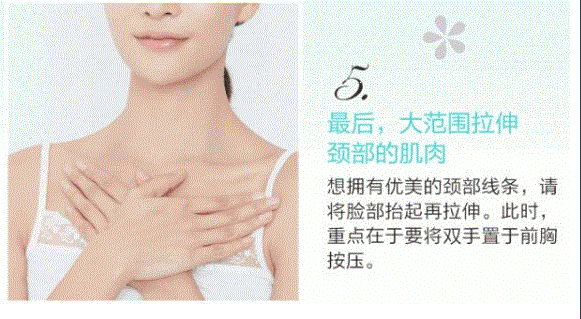 5.
最后，大范围拉伸
颈部的肌肉
想拥有优美的颈部线条，请
将脸部抬起再拉伸。此时，
重点在于要将双手置于前胸
按压。